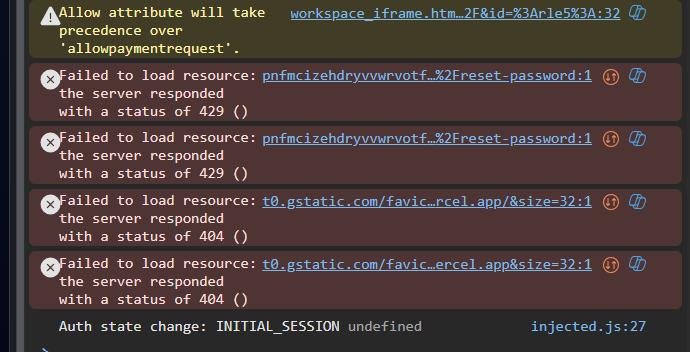 Allow attribute will take workspace_iframe.htm…2F&id=%3Arle5%3A:32
precedence over
'allowpaymentrequest'.
Failed to load resource: pnfmcizehdryvvwrvotf…%2Freset-password:1
the server responded
with a status of 429 ()
Failed to load resource: pnfmcizehdryvvwrvotf…%2Freset-password:1
the server responded
with a status of 429 ()
Failed to load resource: t0.gstatic.com/favic…rcel.app/&size=32:1
the server responded
with a status of 404 ()
Failed to load resource: t0.gstatic.com/favic…ercel.app&size=32:1
the server responded
with a status of 404 ()
Auth state change: INITIAL_SESSION undefined injected.js:27